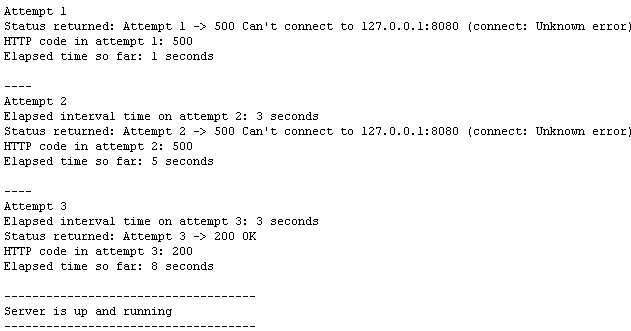 Attempt 1
Status returned: Attempt 1 -> 500 Can't connect to 127.0.0.1:8080 (connect: Unknown error)
HTTP code in attempt 1: 500
Elapsed time so far: 1 seconds
----
Attempt 2
Elapsed interval time on attempt 2: 3 seconds
Status returned: Attempt 2 -> 500 Can't connect to 127.0.0.1:8080 (connect: Unknown error)
HTTP code in attempt 2: 500
Elapsed time so far: 5 seconds
----
Attempt 3
Elapsed interval time on attempt 3: 3 seconds
Status returned: Attempt 3 -> 200 OK
HTTP code in attempt 3: 200
Elapsed time so far: 8 seconds
----------------------------------
Server is up and running
----------------------------------